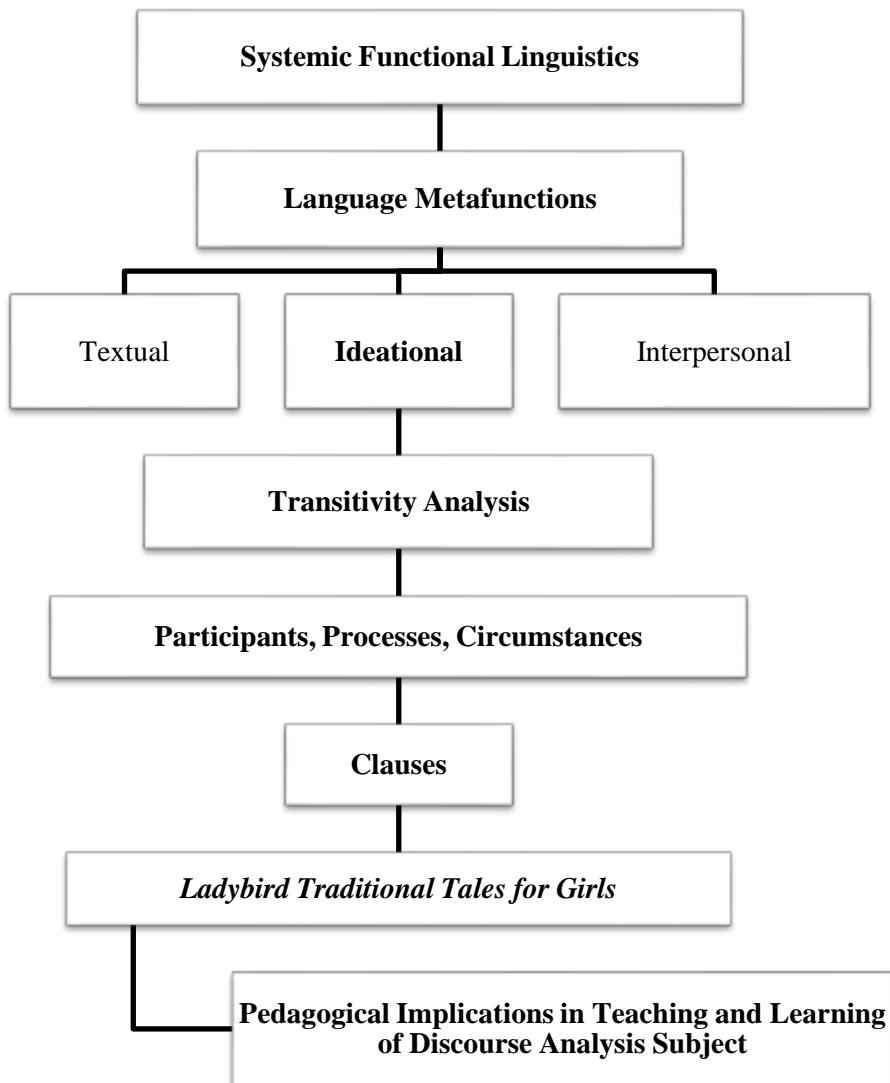 Systemic Functional Linguistics
Language Metafunctions
Textual
Ideational
Interpersonal
Transitivity Analysis
Participants, Processes, Circumstances
Clauses
Ladybird Traditional Tales for Girls
Pedagogical Implications in Teaching and Learning
of Discourse Analysis Subject